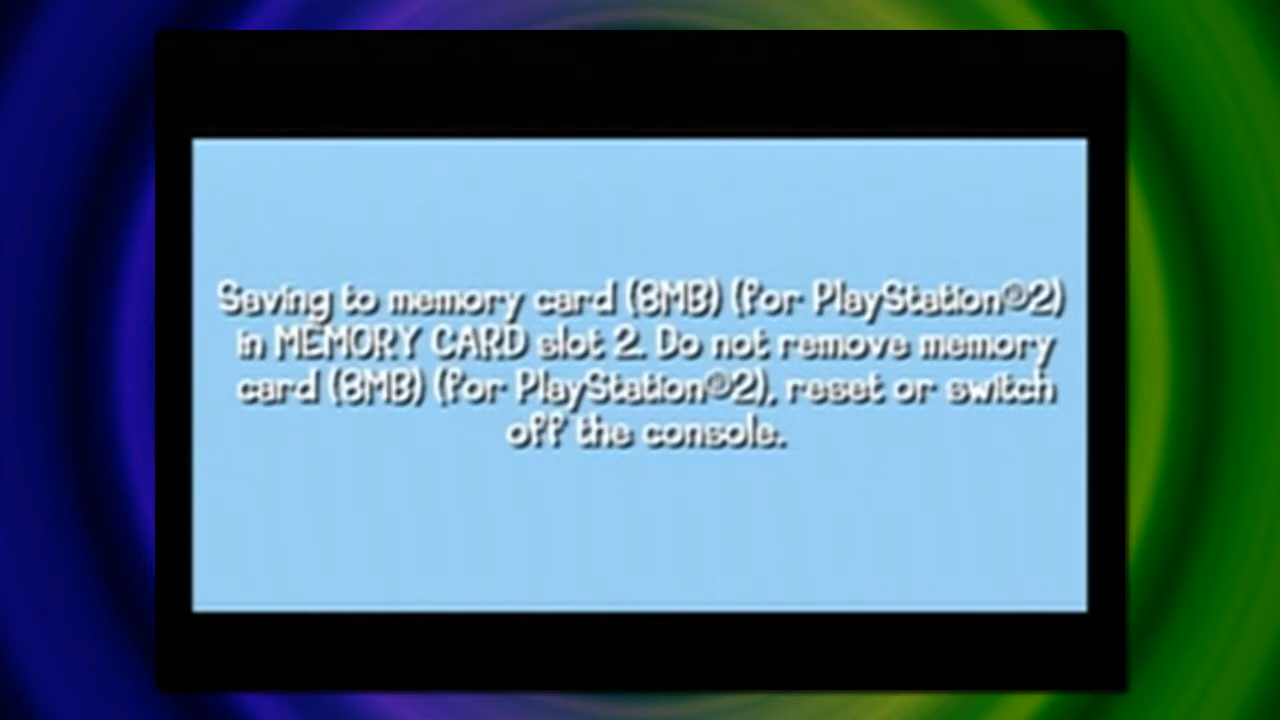 Saving to memory card (8MB) (for PlayStation®2)
in MEMORY CARD slot 2. Do not remove memory
card (8MB) (for PlayStation®2), reset or switch
off the console.